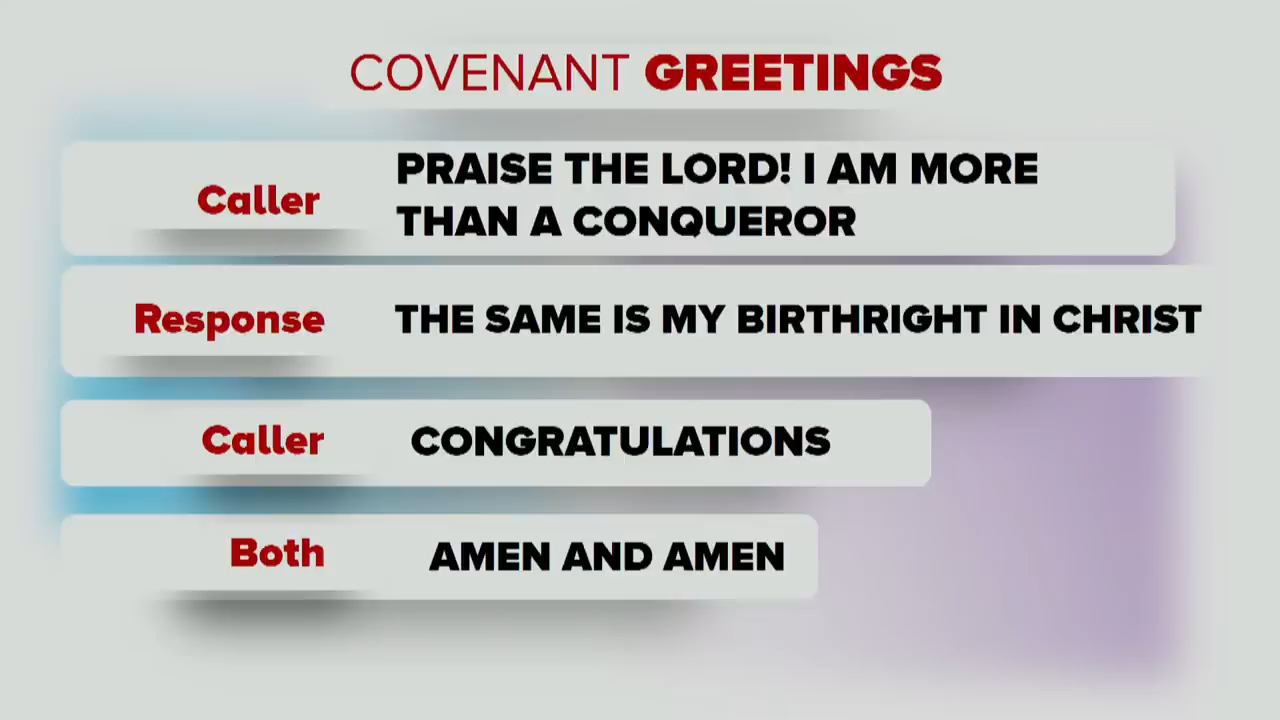 COVENANT GREETINGS
Caller
PRAISE THE LORD! I AM MORE
THAN A CONQUEROR
Response
THE SAME IS MY BIRTHRIGHT IN CHRIST
Caller
CONGRATULATIONS
Both
AMEN AND AMEN